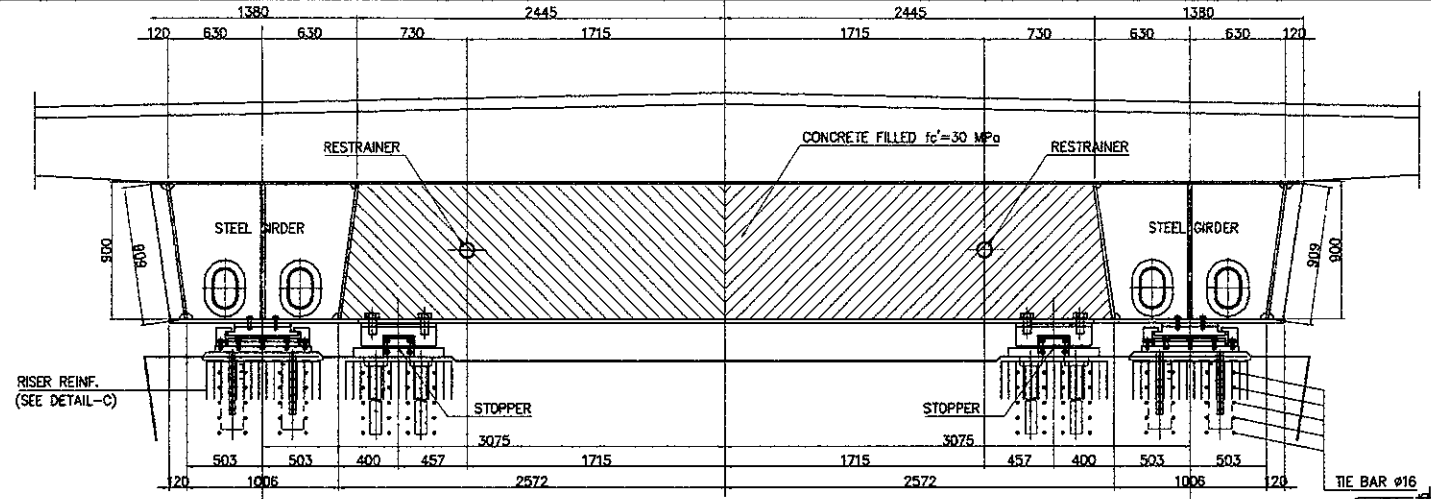 1380 2445 2445 1380
120 630 630 730 1715 1715 730 630 630 120
CONCRETE FILLED fc'=30 MPa
RESTRAINER RESTRAINER
STEEL GIRDER STEEL GIRDER
900 909 900
RISER REINF.
(SEE DETAIL-C)
STOPPER STOPPER
3075 3075
503 503 400 457 1715 1715 457 400 503 503
120 1006 2572 2572 1006 120
TIE BAR ø16